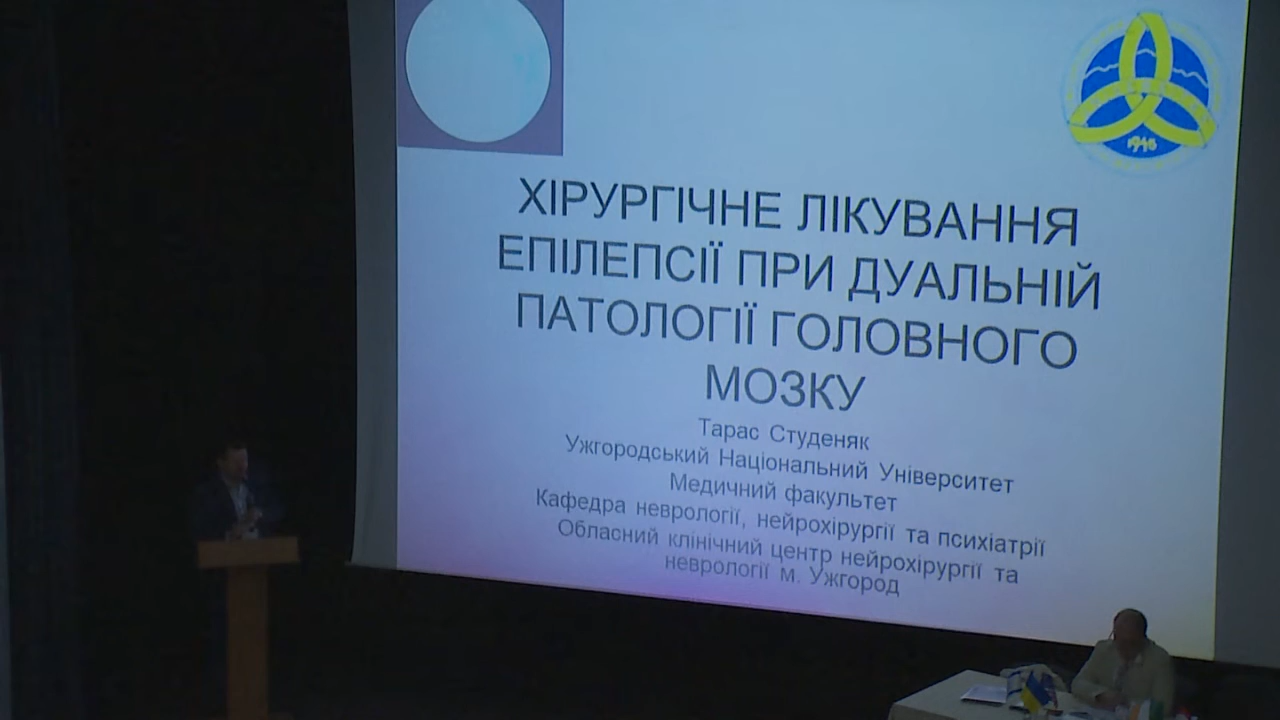 1945
ХІРУРГІЧНЕ ЛІКУВАННЯ
ЕПІЛЕПСІЇ ПРИ ДУАЛЬНІЙ
ПАТОЛОГІЇ ГОЛОВНОГО
МОЗКУ
Тарас Студеняк
Ужгородський Національний Університет
Медичний факультет
Кафедра неврології, нейрохірургії та психіатрії
Обласний клінічний центр нейрохірургії та
неврології м. Ужгород